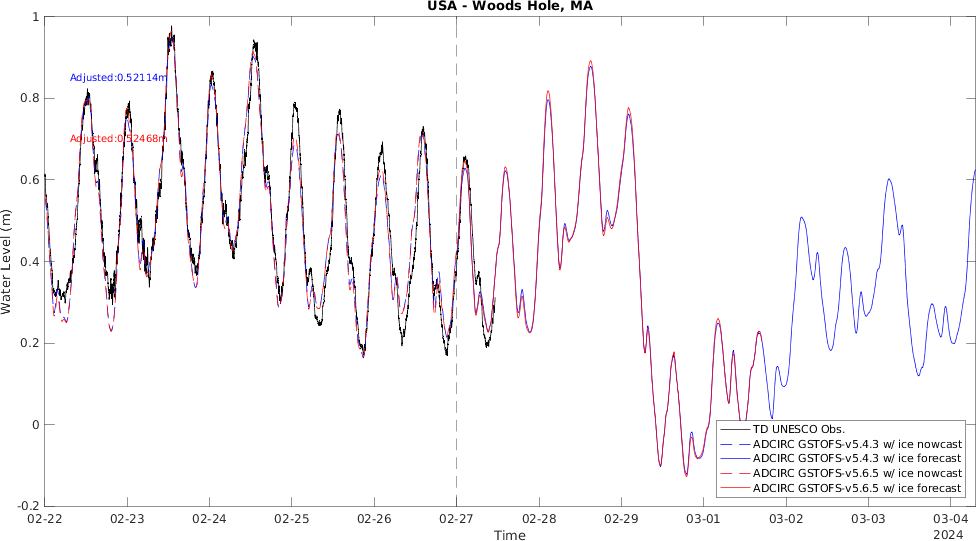 USA - Woods Hole, MA
1
0.8
0.6
0.4
0.2
0
-0.2
Water Level (m)
Adjusted:0.52114m
Adjusted:0.52468m
TD UNESCO Obs.
ADCIRC GSTOFS-v5.4.3 w/ ice nowcast
ADCIRC GSTOFS-v5.4.3 w/ ice forecast
ADCIRC GSTOFS-v5.6.5 w/ ice nowcast
ADCIRC GSTOFS-v5.6.5 w/ ice forecast
02-22 02-23 02-24 02-25 02-26 02-27 02-28 02-29 03-01 03-02 03-03 03-04
Time
2024